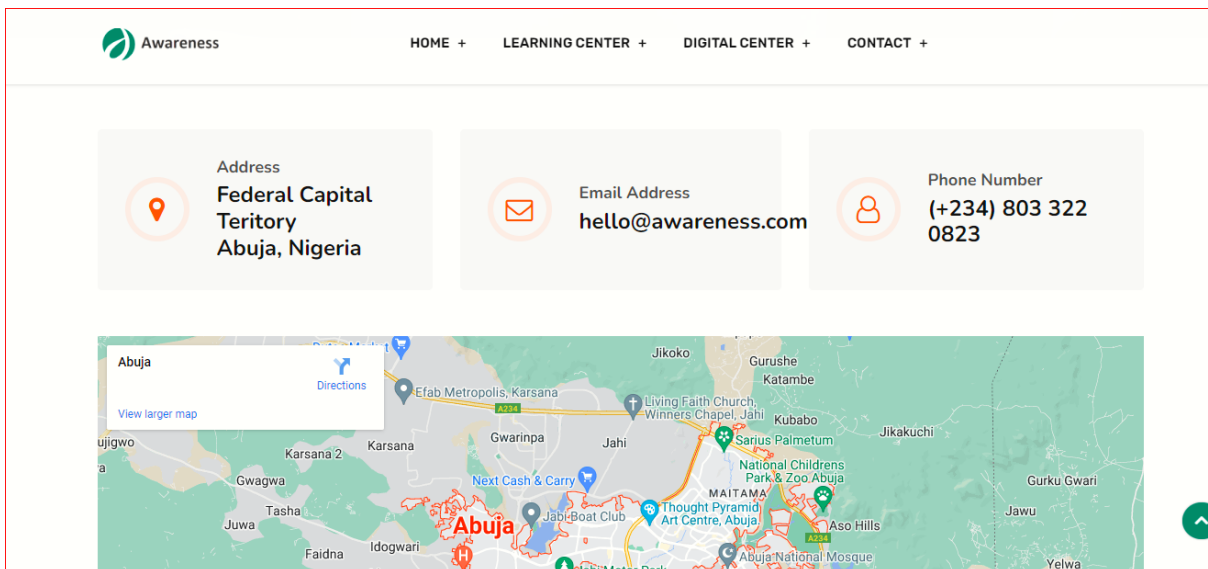 Awareness
HOME +
LEARNING CENTER +
DIGITAL CENTER +
CONTACT +
Address
Federal Capital
Teritory
Abuja, Nigeria
Email Address
hello@awareness.com
Phone Number
(+234) 803 322
0823
Abuja
Directions
View larger map
Jikoko
Gurushe
Katambe
Efab Metropolis, Karsana
A234
Living Faith Church,
Winners Chapel, Jahi
Kubabo
Jikakuchi
Karsana
Gwarinpa
Jahi
Sarius Palmetum
Karsana 2
National Childrens
Park & Zoo Abuja
Gwagwa
Next Cash & Carry
MAITAMA
Gurku Gwari
Tasha
Thought Pyramid
Art Centre, Abuja
Jawu
Juwa
Abuja
Jabi Boat Club
Aso Hills
A234
Idogwari
Faidna
H
Abuja National Mosque
Yelwa